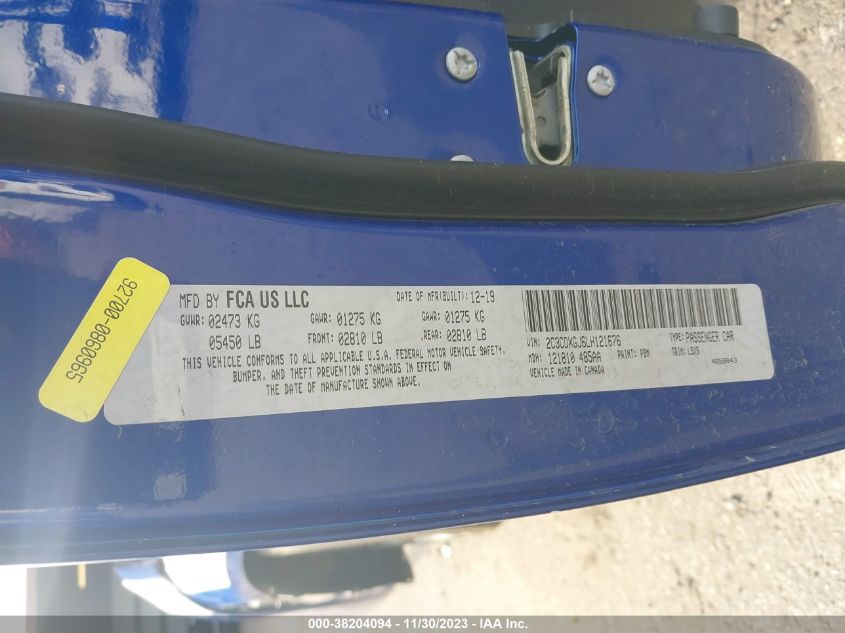 92700-0860965
MFD BY FCA US LLC
DATE OF MFR(BUILT):12-19
GVWR: 02473 KG GAWR: 01275 KG GAWR: 01275 KG
05450 LB FRONT: 02810 LB .REAR: 02810 LB
THIS VEHICLE CONFORMS TO ALL APPLICABLE U.S.A. FEDERAL MOTOR VEHICLE SAFETY,
BUMPER, AND THEFT PREVENTION STANDARDS IN EFFECT ON
THE DATE OF MANUFACTURE SHOWN ABOVE.
VIN: 2C3CDXGJ6LH121676 TYPE: PASSENGER CAR
MDH: 121810 485AA PAINT: PBM TRIM: LSX9
VEHICLE MADE IN CANADA 4658843
000-38204094 - 11/30/2023 - IAA Inc.